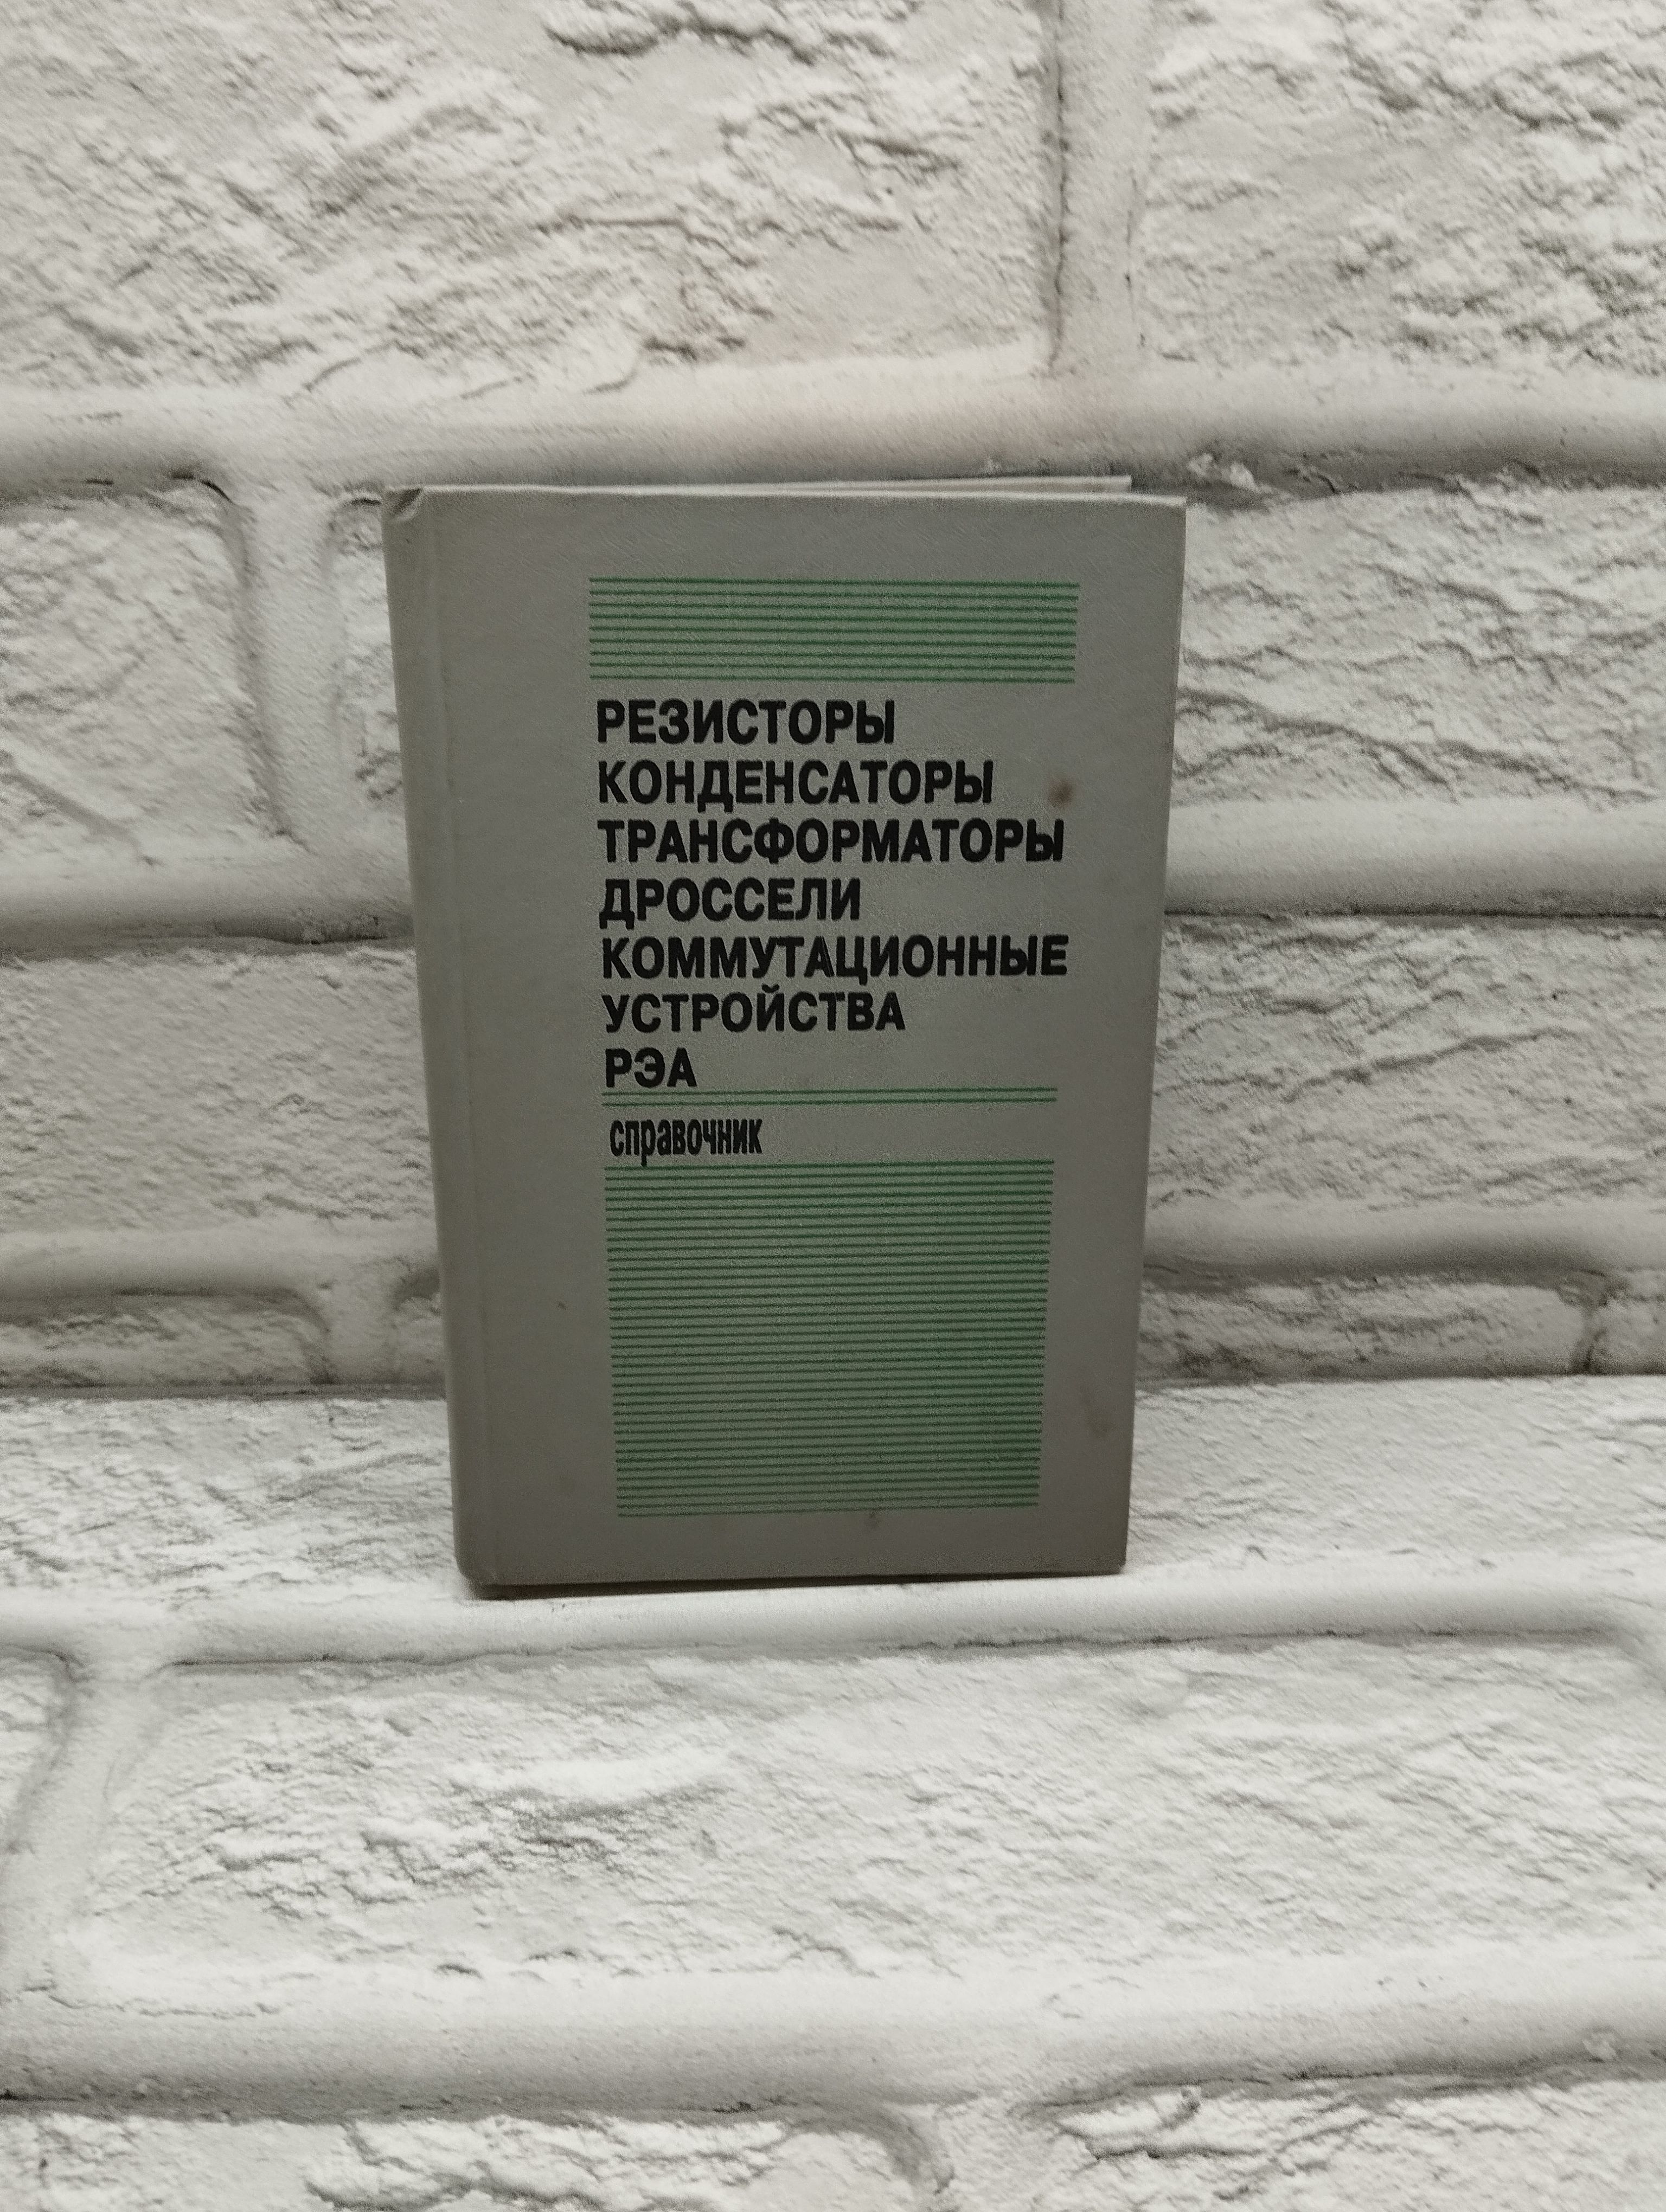 РЕЗИСТОРЫ
КОНДЕНСАТОРЫ
ТРАНСФОРМАТОРЫ
ДРОССЕЛИ
КОММУТАЦИОННЫЕ
УСТРОЙСТВА
РЭА
справочник